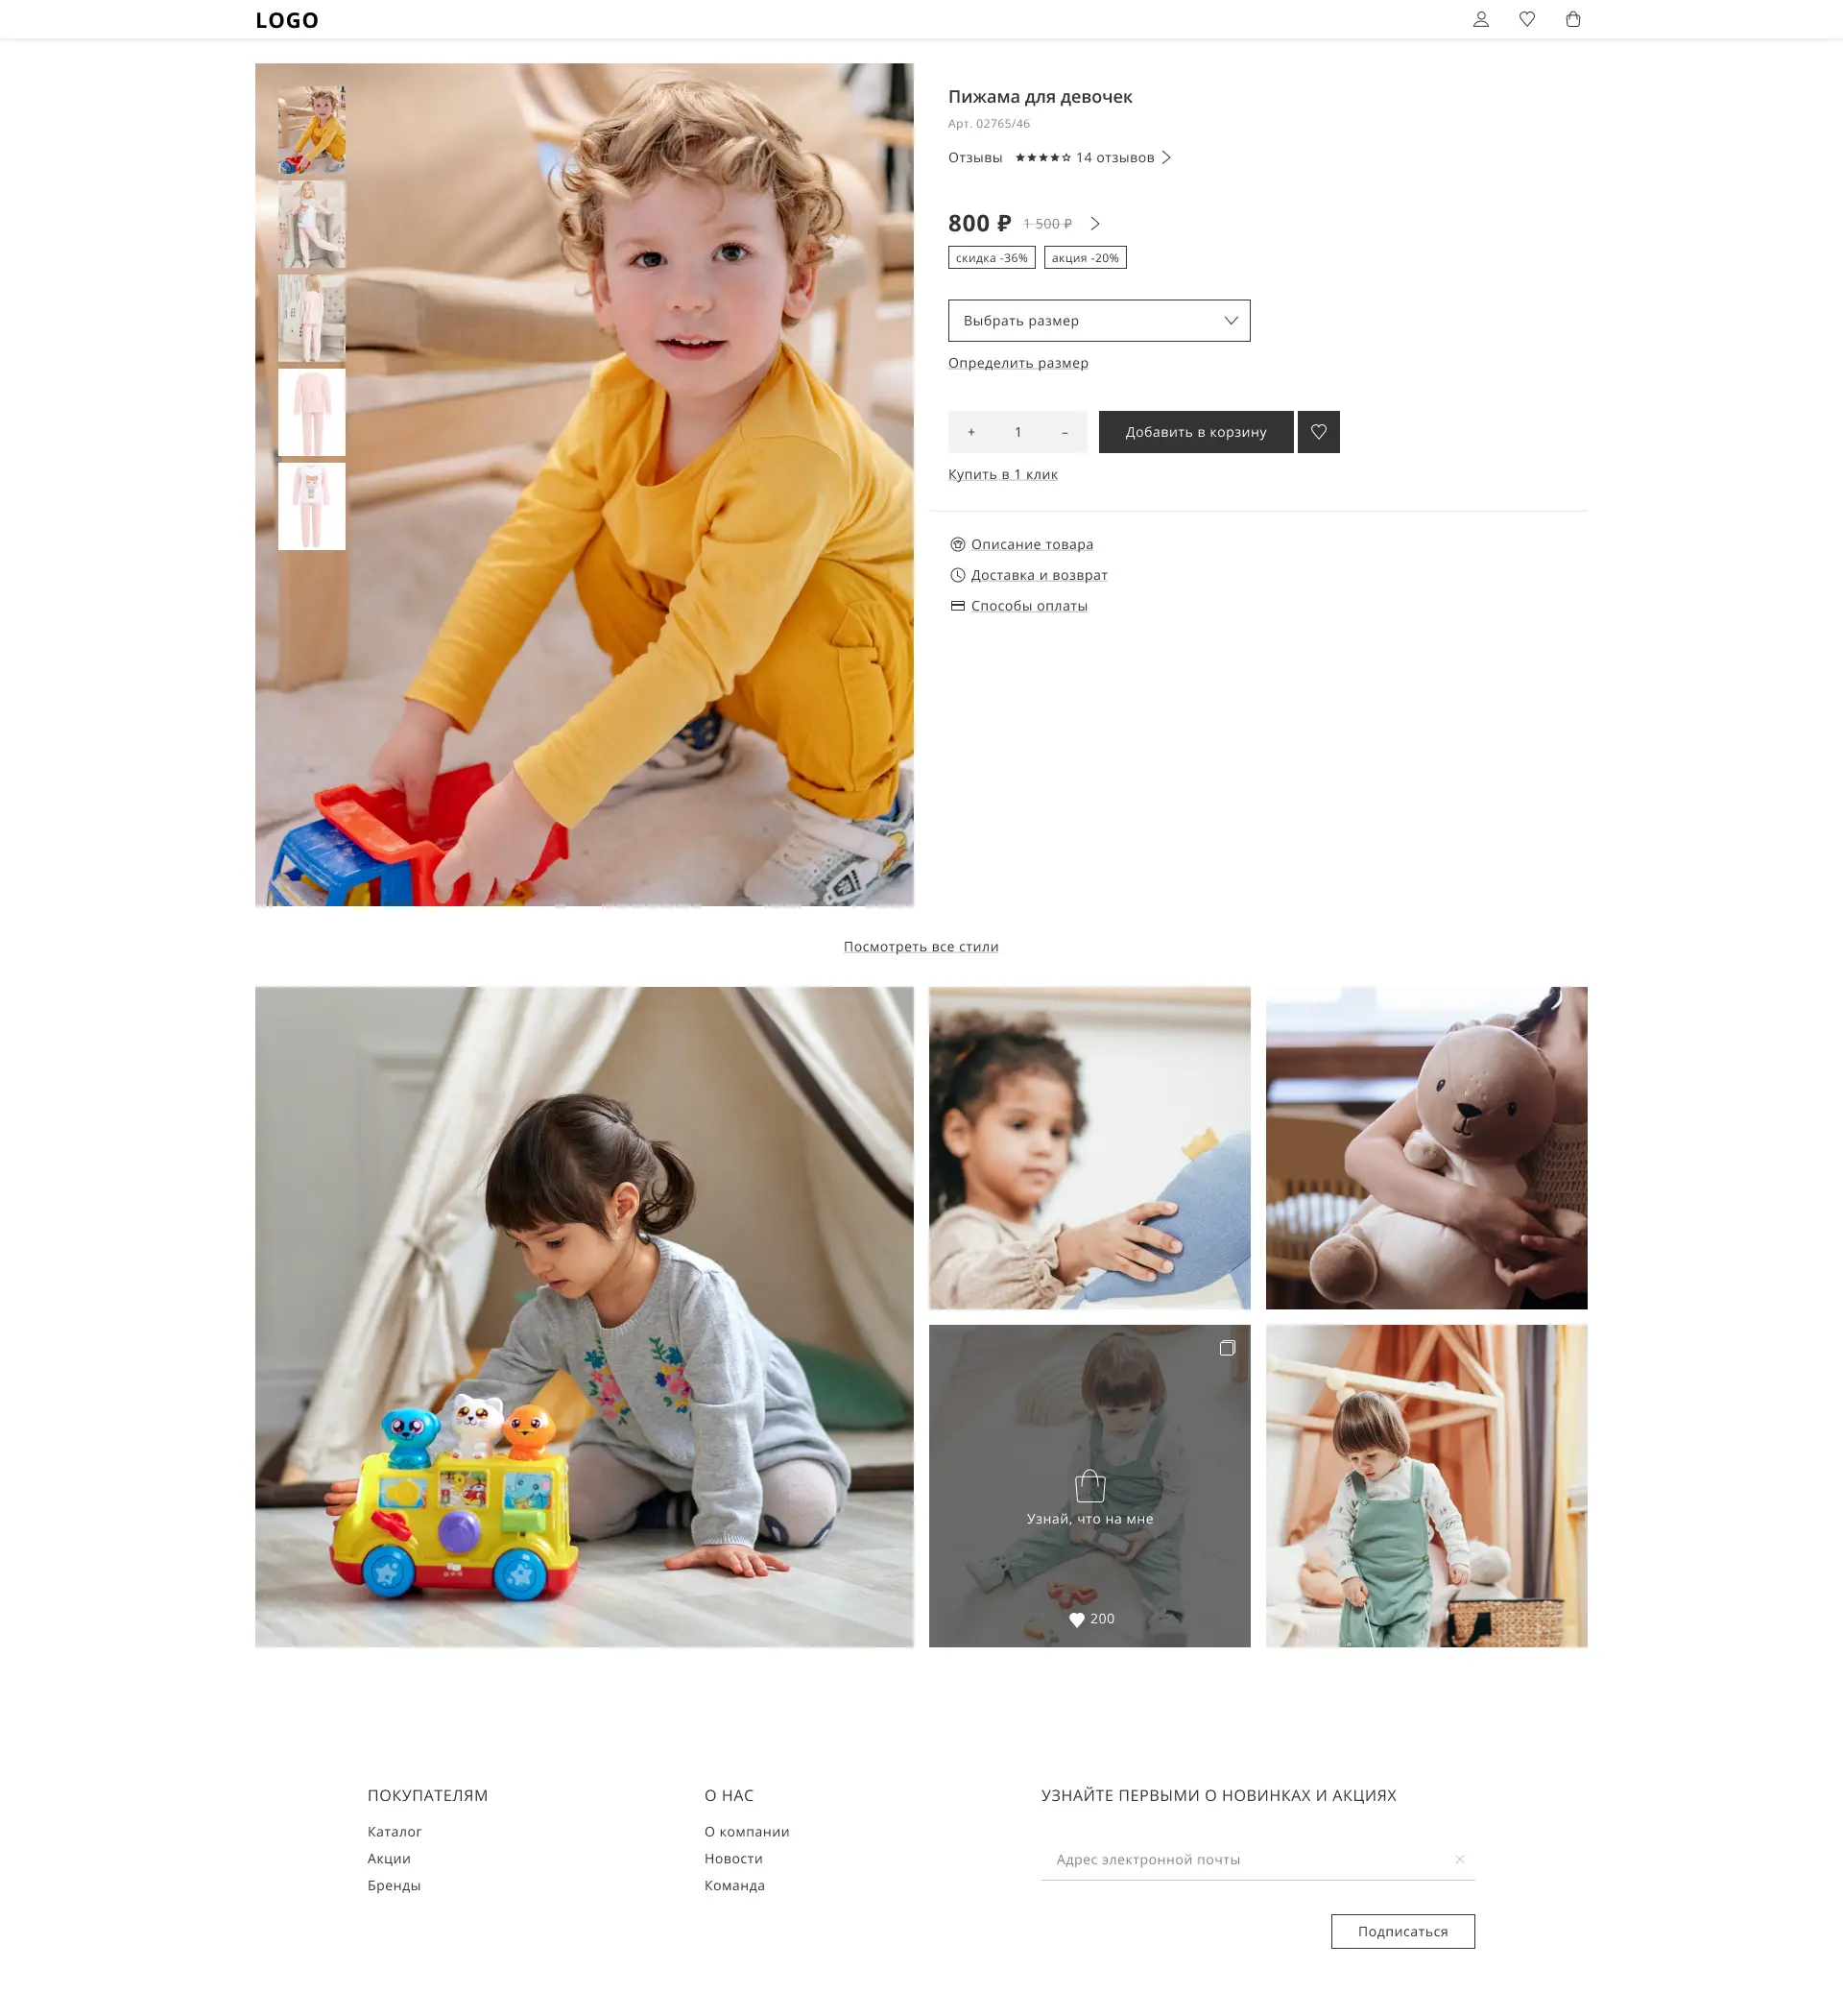 LOGO
Пижама для девочек
Арт. 02765/46
Отзывы ★★★★☆ 14 отзывов
800 ₽ 1 500 ₽
скидка -36% акция -20%
Выбрать размер
Определить размер
+ 1 – Добавить в корзину
Купить в 1 клик
Описание товара
Доставка и возврат
Способы оплаты
Посмотреть все стили
Узнай, что на мне
200
ПОКУПАТЕЛЯМ
Каталог
Акции
Бренды
О НАС
О компании
Новости
Команда
УЗНАЙТЕ ПЕРВЫМИ О НОВИНКАХ И АКЦИЯХ
Адрес электронной почты
Подписаться